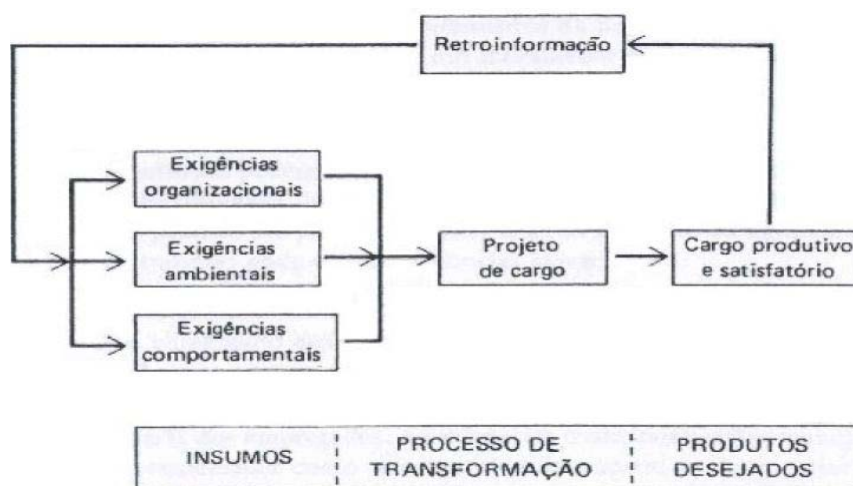 Retroinformação
Exigências
organizacionais
Exigências
ambientais
Exigências
comportamentais
Projeto
de cargo
Cargo produtivo
e satisfatório
INSUMOS
PROCESSO DE
TRANSFORMAÇÃO
PRODUTOS
DESEJADOS